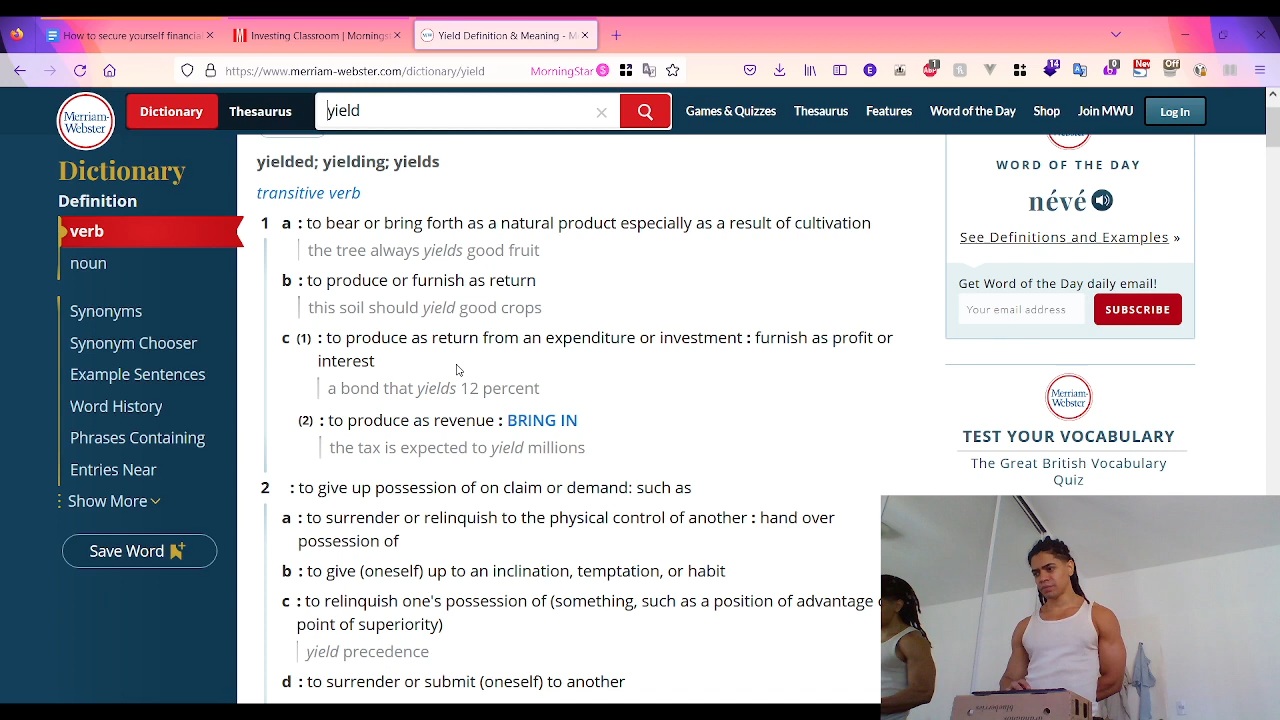 How to secure yourself financial
Investing Classroom | Mornings
Yield Definition & Meaning - M
https://www.merriam-webster.com/dictionary/yield
MorningStar
S
Merriam-Webster
Dictionary
Thesaurus
yield
Games & Quizzes
Thesaurus
Features
Word of the Day
Shop
Join MWU
Log In
Dictionary
Definition
verb
noun
Synonyms
Synonym Chooser
Example Sentences
Word History
Phrases Containing
Entries Near
Show More
Save Word
yielded; yielding; yields
transitive verb
1 a : to bear or bring forth as a natural product especially as a result of cultivation
the tree always yields good fruit
b : to produce or furnish as return
this soil should yield good crops
c (1) : to produce as return from an expenditure or investment : furnish as profit or
interest
a bond that yields 12 percent
(2) : to produce as revenue : BRING IN
the tax is expected to yield millions
2 : to give up possession of on claim or demand: such as
a : to surrender or relinquish to the physical control of another : hand over
possession of
b : to give (oneself) up to an inclination, temptation, or habit
c : to relinquish one's possession of (something, such as a position of advantage
point of superiority)
yield precedence
d : to surrender or submit (oneself) to another
WORD OF THE DAY
névé
See Definitions and Examples »
Get Word of the Day daily email!
Your email address
SUBSCRIBE
Merriam-Webster
TEST YOUR VOCABULARY
The Great British Vocabulary
Quiz